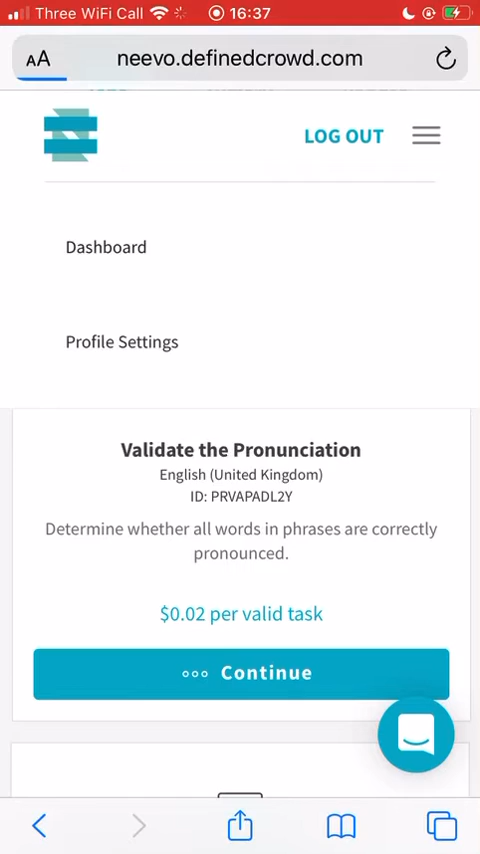 Three WiFi Call 16:37
AA neevo.definedcrowd.com
LOG OUT
Dashboard
Profile Settings
Validate the Pronunciation
English (United Kingdom)
ID: PRVAPADL2Y
Determine whether all words in phrases are correctly
pronounced.
$0.02 per valid task
Continue